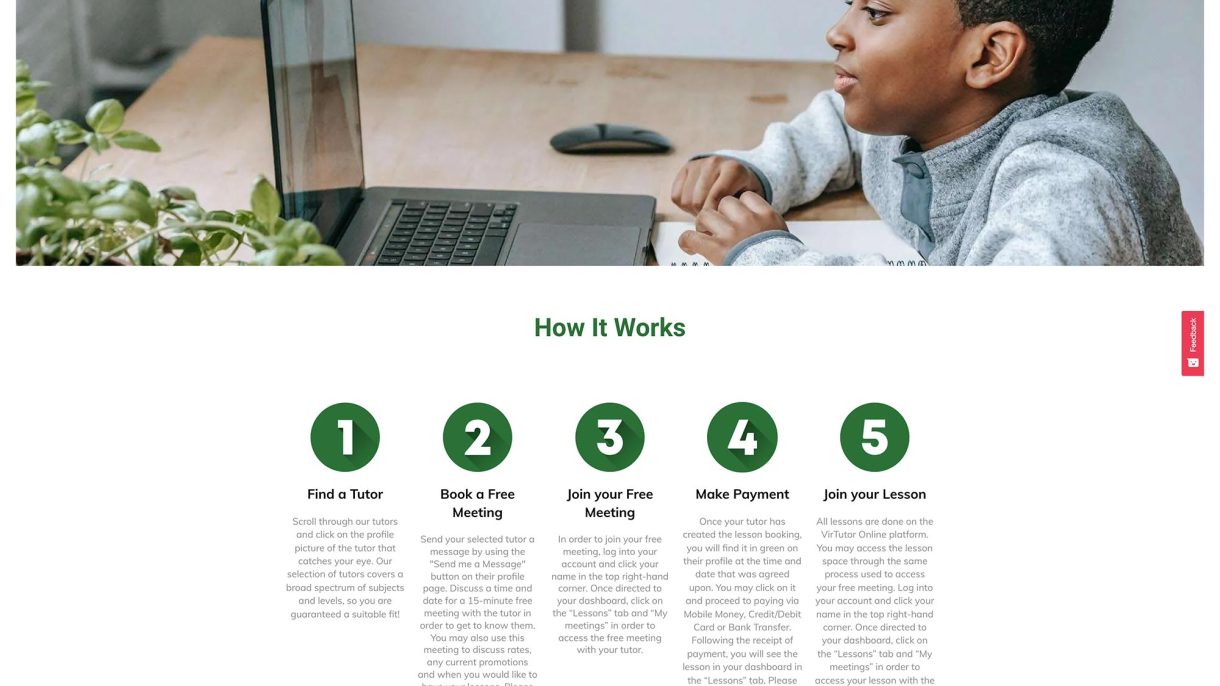 How It Works
Feedback
1
Find a Tutor
Scroll through our tutors
and click on the profile
picture of the tutor that
catches your eye. Our
selection of tutors covers a
broad spectrum of subjects
and levels, so you are
guaranteed a suitable fit!
2
Book a Free
Meeting
Send your selected tutor a
message by using the
"Send me a Message"
button on their profile
page. Discuss a time and
date for a 15-minute free
meeting with the tutor in
order to get to know them.
You may also use this
meeting to discuss rates,
any current promotions
and when you would like to
3
Join your Free
Meeting
In order to join your free
meeting, log into your
account and click your
name in the top right-hand
corner. Once directed to
your dashboard, click on
the “Lessons” tab and “My
meetings” in order to
access the free meeting
with your tutor.
4
Make Payment
Once your tutor has
created the lesson booking,
you will find it in green on
their profile at the time and
date that was agreed
upon. You may click on it
and proceed to paying via
Mobile Money, Credit/Debit
Card or Bank Transfer.
Following the receipt of
payment, you will see the
lesson in your dashboard in
the “Lessons” tab. Please
5
Join your Lesson
All lessons are done on the
VirTutor Online platform.
You may access the lesson
space through the same
process used to access
your free meeting. Log into
your account and click your
name in the top right-hand
corner. Once directed to
your dashboard, click on
the “Lessons” tab and “My
meetings” in order to
access your lesson with the